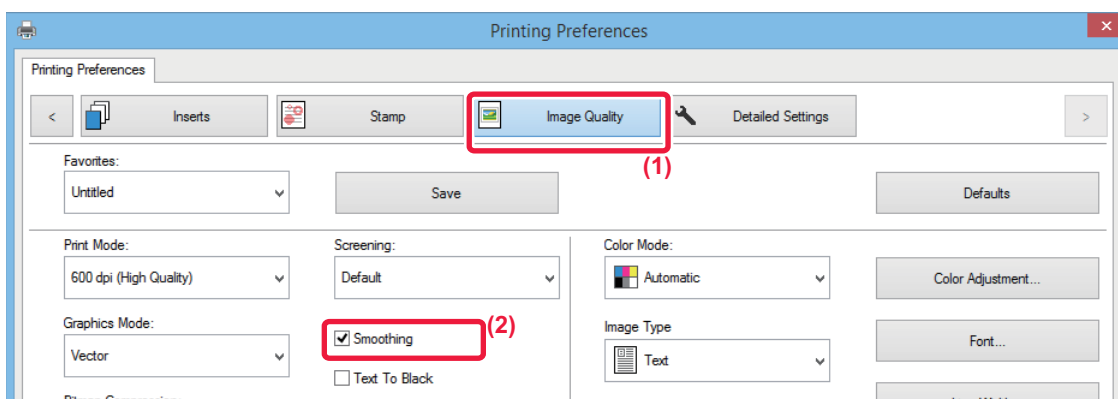 Printing Preferences
Printing Preferences
< Inserts Stamp Image Quality Detailed Settings >
(1)
Favorites:
Untitled Save Defaults
Print Mode: Screening: Color Mode:
600 dpi (High Quality) Default Automatic Color Adjustment...
Graphics Mode: (2) Image Type
Smoothing Font...
Vector Text
Text To Black